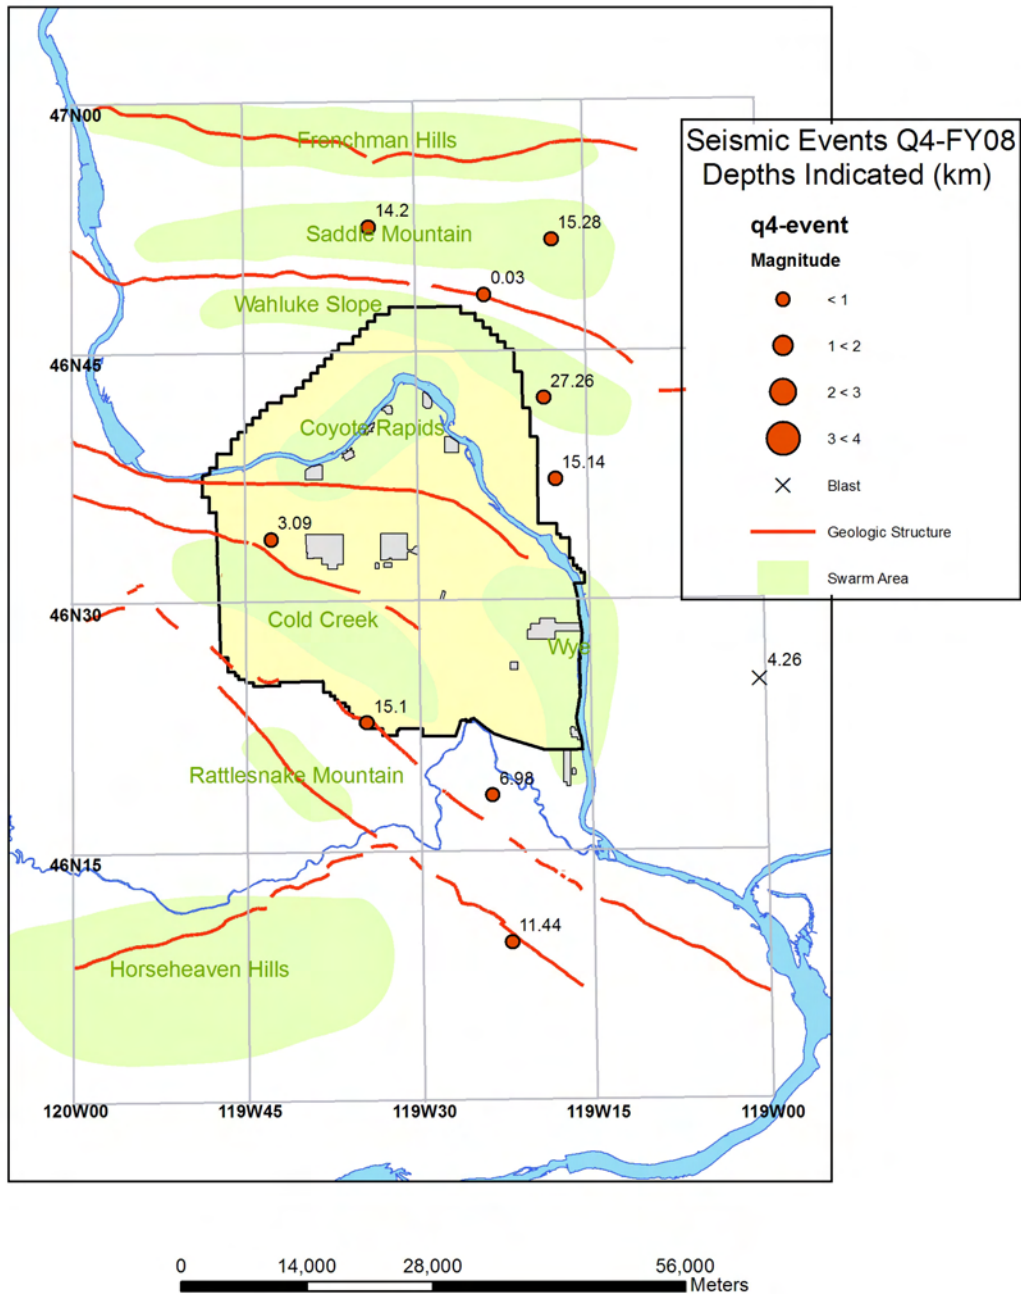 47N00
Frenchman Hills
Seismic Events Q4-FY08
Depths Indicated (km)
14.2
15.28
Saddle Mountain
q4-event
Magnitude
0.03
< 1
Wahluke Slope
1 < 2
46N45
27.26
2 < 3
Coyote Rapids
3 < 4
15.14
Blast
3.09
Geologic Structure
Swarm Area
46N30
Cold Creek
Wye
4.26
15.1
Rattlesnake Mountain
6.98
46N15
11.44
Horseheaven Hills
120W00 119W45 119W30 119W15 119W00
0 14,000 28,000 56,000
Meters